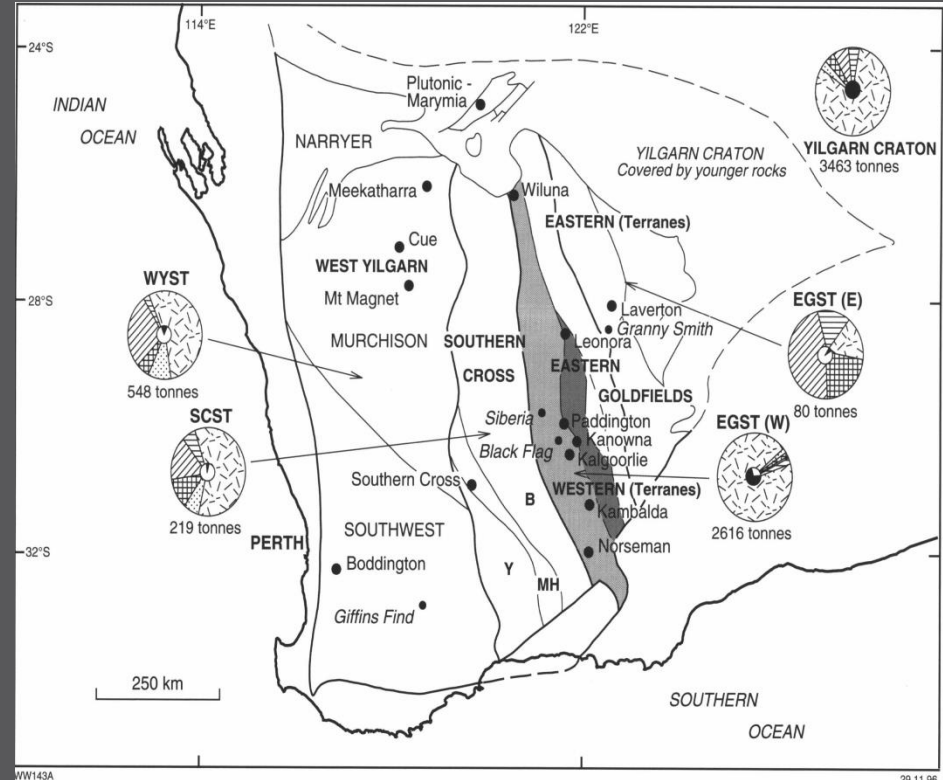 114°E
122°E
24°S
INDIAN
OCEAN
Plutonic -
Marymia
NARRYER
YILGARN CRATON
Covered by younger rocks
YILGARN CRATON
3463 tonnes
Meekatharra
Wiluna
EASTERN (Terranes)
Cue
WEST YILGARN
Mt Magnet
WYST
548 tonnes
28°S
Laverton
Granny Smith
EGST (E)
80 tonnes
MURCHISON
SOUTHERN
CROSS
Leonora
EASTERN
GOLDFIELDS
SCST
219 tonnes
Siberia
Paddington
Kanowna
Black Flag
Kalgoorlie
EGST (W)
2616 tonnes
Southern Cross
B
WESTERN (Terranes)
Kambalda
SOUTHWEST
PERTH
32°S
Norseman
Boddington
Y
MH
Giffins Find
250 km
SOUTHERN
OCEAN
WW143A